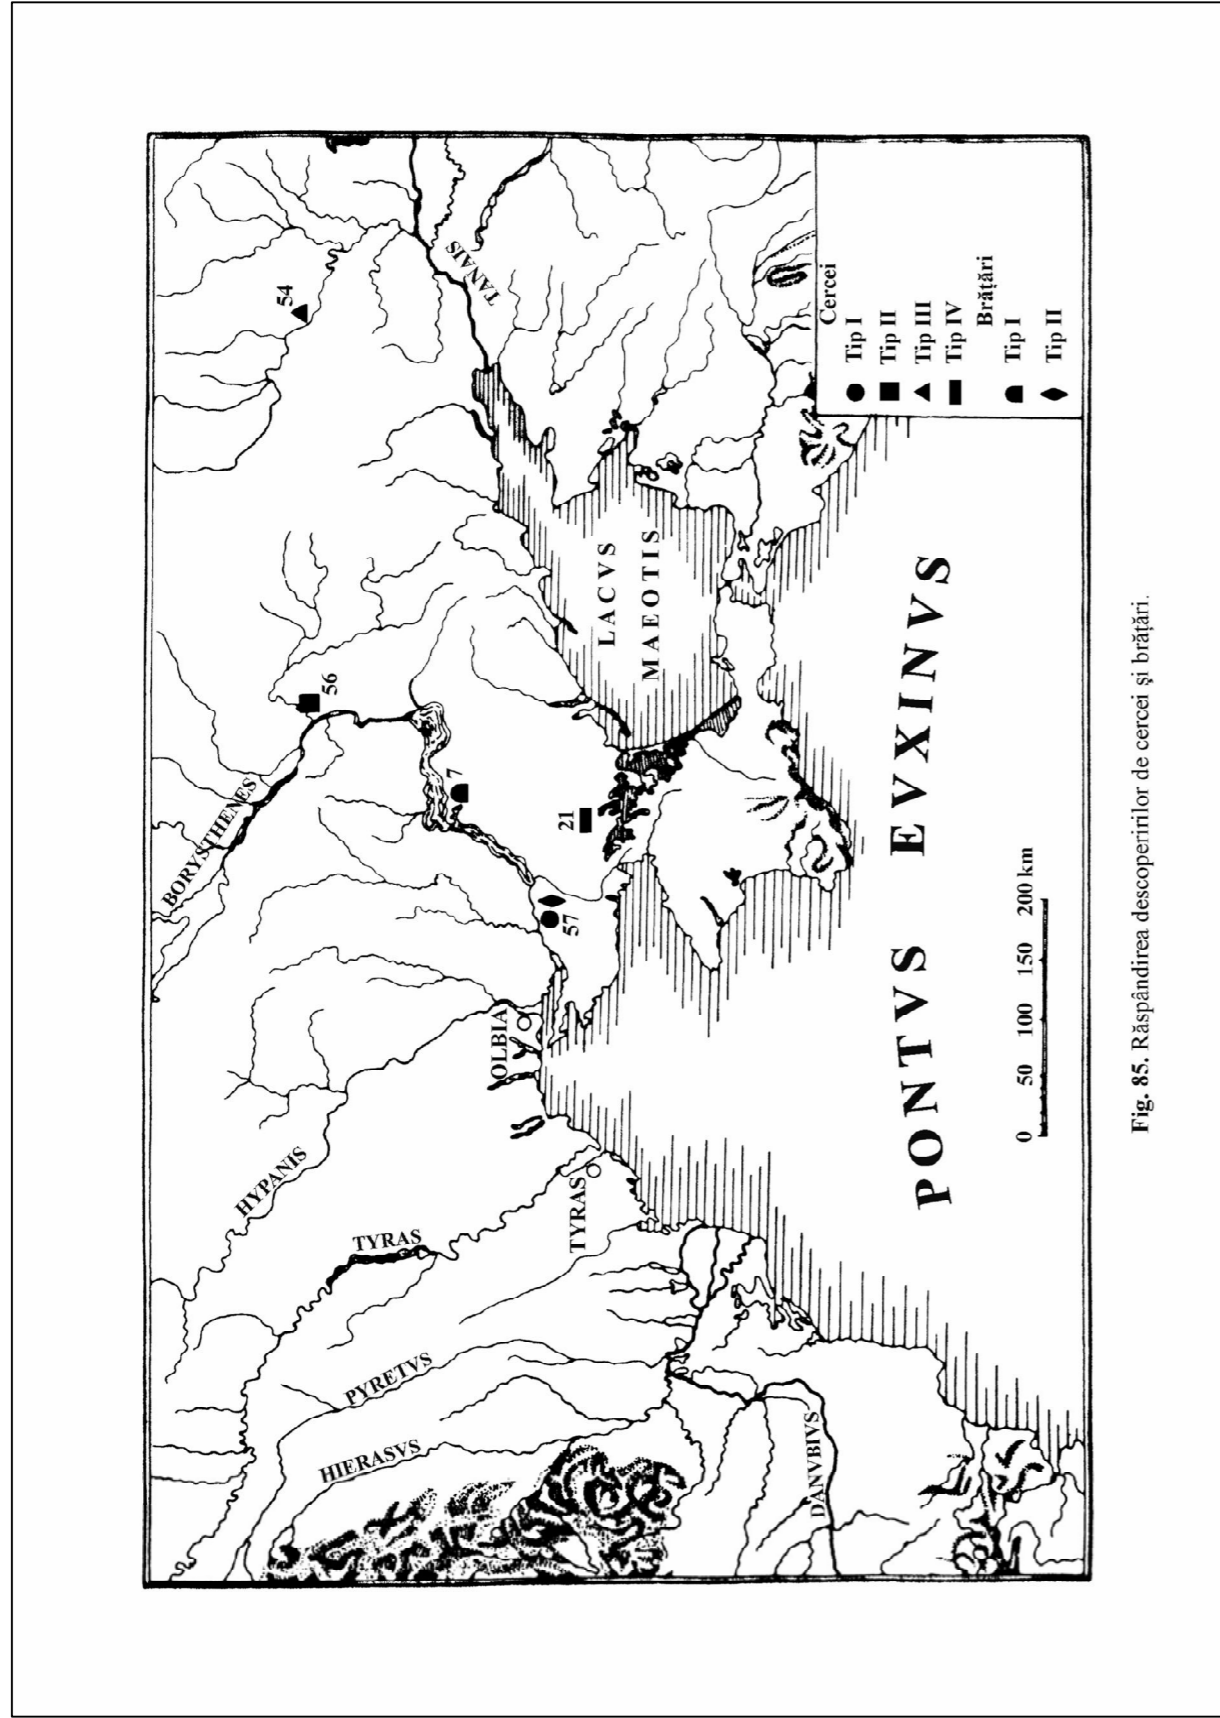 BORYSTHENES
HYPANIS
TYRAS
PYRETVS
HIERASVS
TANAIS
54
56
7
21
57
OLBIA
TYRAS
LACVS
MAEOTIS
DANVBIVS
PONTVS EVXINVS
0 50 100 150 200 km
Cercei
Tip I
Tip II
Tip III
Tip IV
Brățări
Tip I
Tip II
Fig. 85. Răspândirea descoperirilor de cercei și brățări.